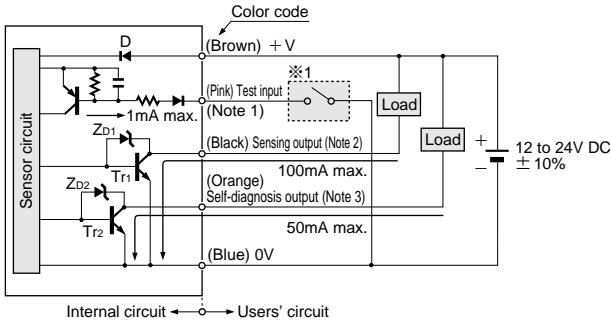 Color code
D
(Brown) +V
※1
(Pink) Test input
(Note 1)
1mA max.
Load
Load
ZD1
(Black) Sensing output (Note 2)
Tr1
100mA max.
+
−
12 to 24V DC
± 10%
Sensor circuit
ZD2
(Orange)
Self-diagnosis output (Note 3)
Tr2
50mA max.
(Blue) 0V
Internal circuit
Users' circuit